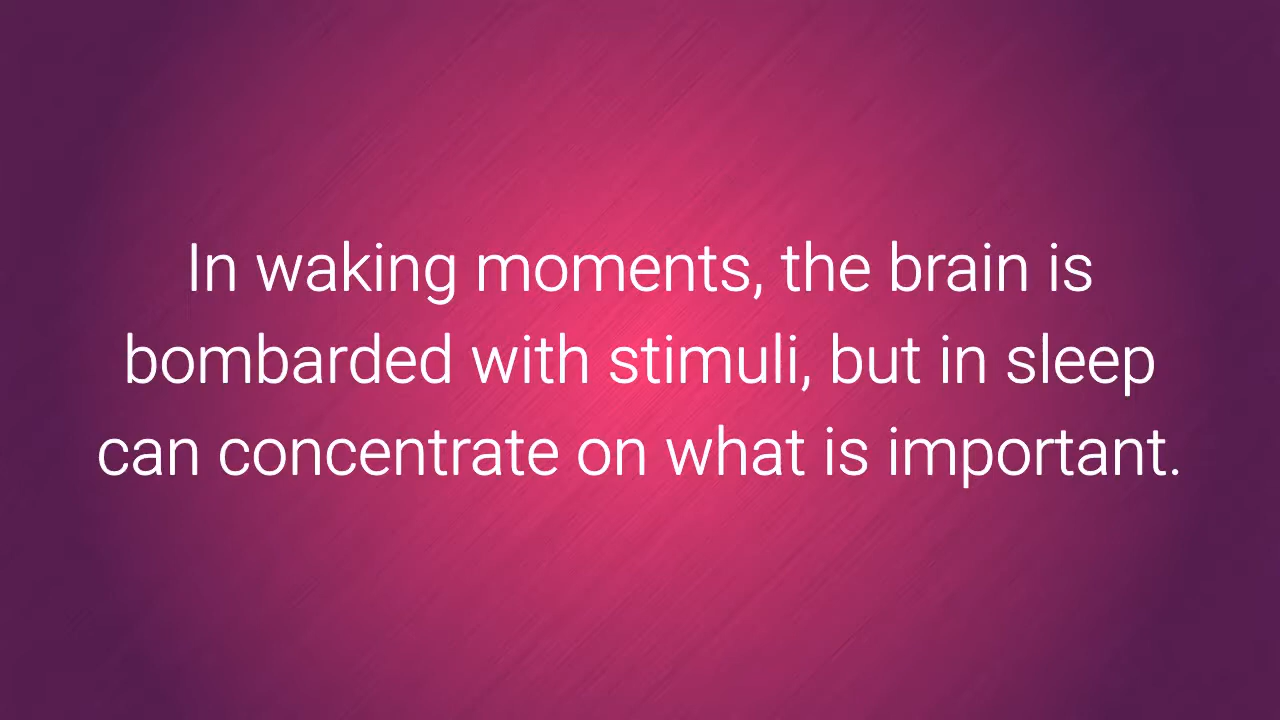 In waking moments, the brain is
bombarded with stimuli, but in sleep
can concentrate on what is important.